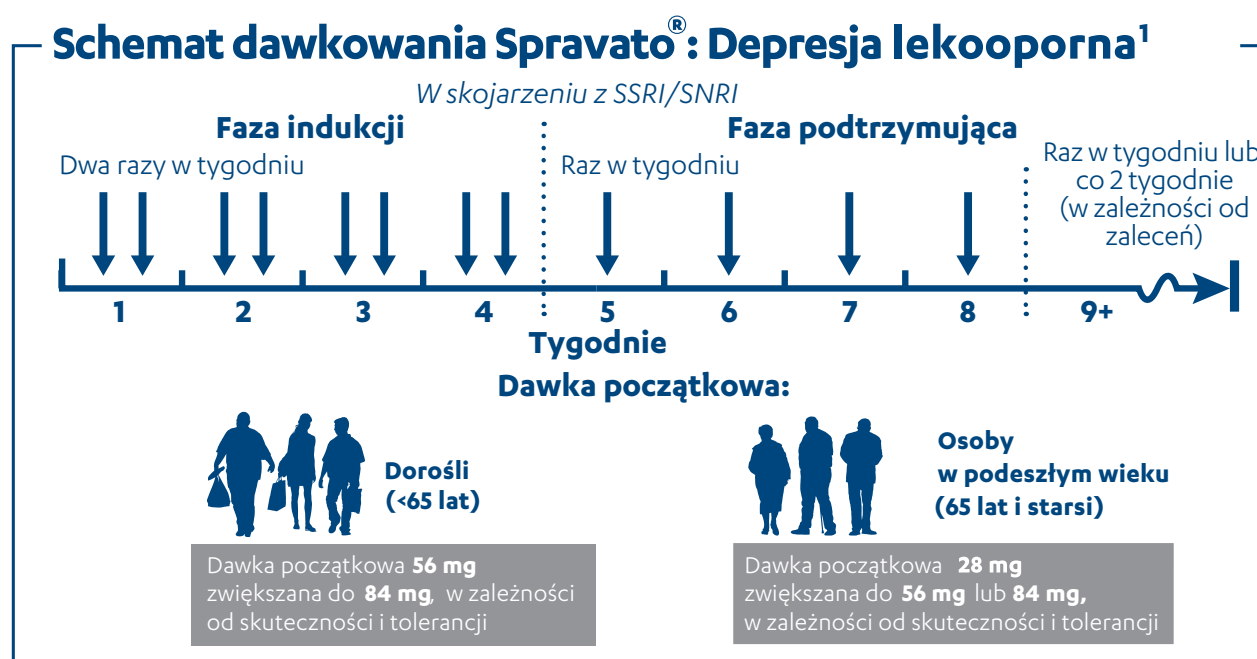 Schemat dawkowania Spravato®: Depresja lekooporna¹
W skojarzeniu z SSRI/SNRI
Faza indukcji
Faza podtrzymująca
Dwa razy w tygodniu
Raz w tygodniu
Raz w tygodniu lub
co 2 tygodnie
(w zależności od
zaleceń)
1 2 3 4 5 6 7 8 9+
Tygodnie
Dawka początkowa:
Dorośli
(<65 lat)
Dawka początkowa 56 mg
zwiększana do 84 mg, w zależności
od skuteczności i tolerancji
Osoby
w podeszłym wieku
(65 lat i starsi)
Dawka początkowa 28 mg
zwiększana do 56 mg lub 84 mg,
w zależności od skuteczności i tolerancji